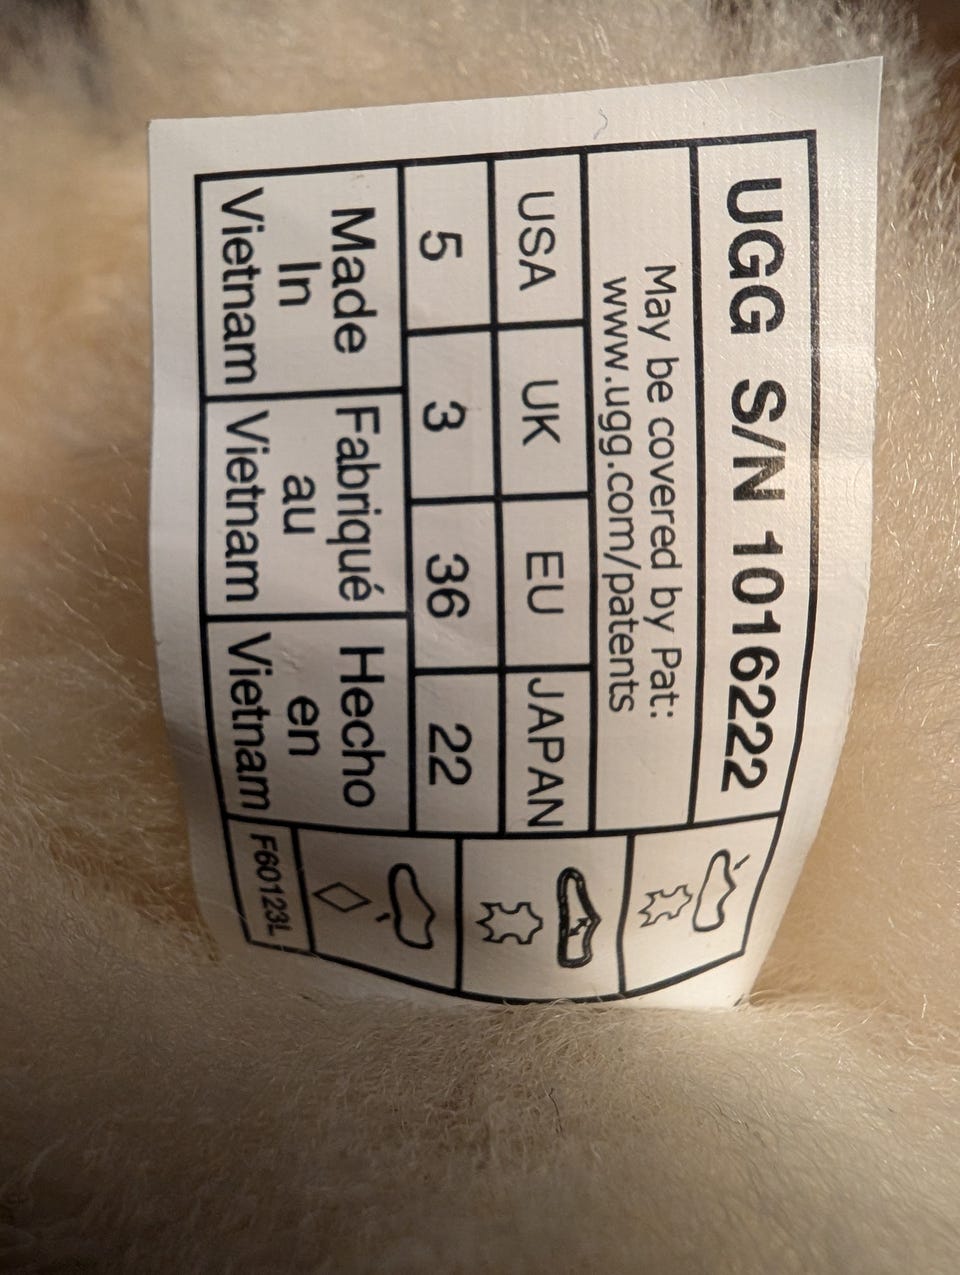 UGG S/N 1016222
May be covered by Pat:
www.ugg.com/patents
USA UK EU JAPAN
5 3 36 22
Made
In
Vietnam
Fabriqué
au
Vietnam
Hecho
en
Vietnam
F60123L